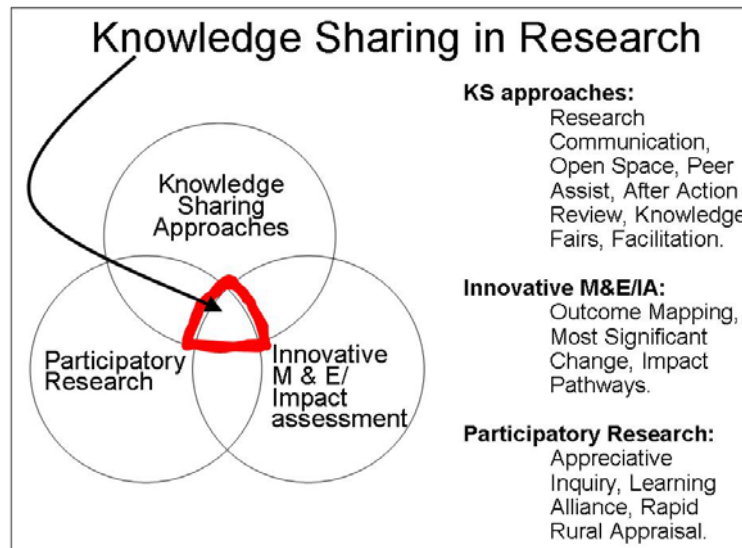 Knowledge Sharing in Research
Knowledge
Sharing
Approaches
Participatory
Research
Innovative
M & E/
Impact
assessment
KS approaches:
Research
Communication,
Open Space, Peer
Assist, After Action
Review, Knowledge
Fairs, Facilitation.
Innovative M&E/IA:
Outcome Mapping,
Most Significant
Change, Impact
Pathways.
Participatory Research:
Appreciative
Inquiry, Learning
Alliance, Rapid
Rural Appraisal.